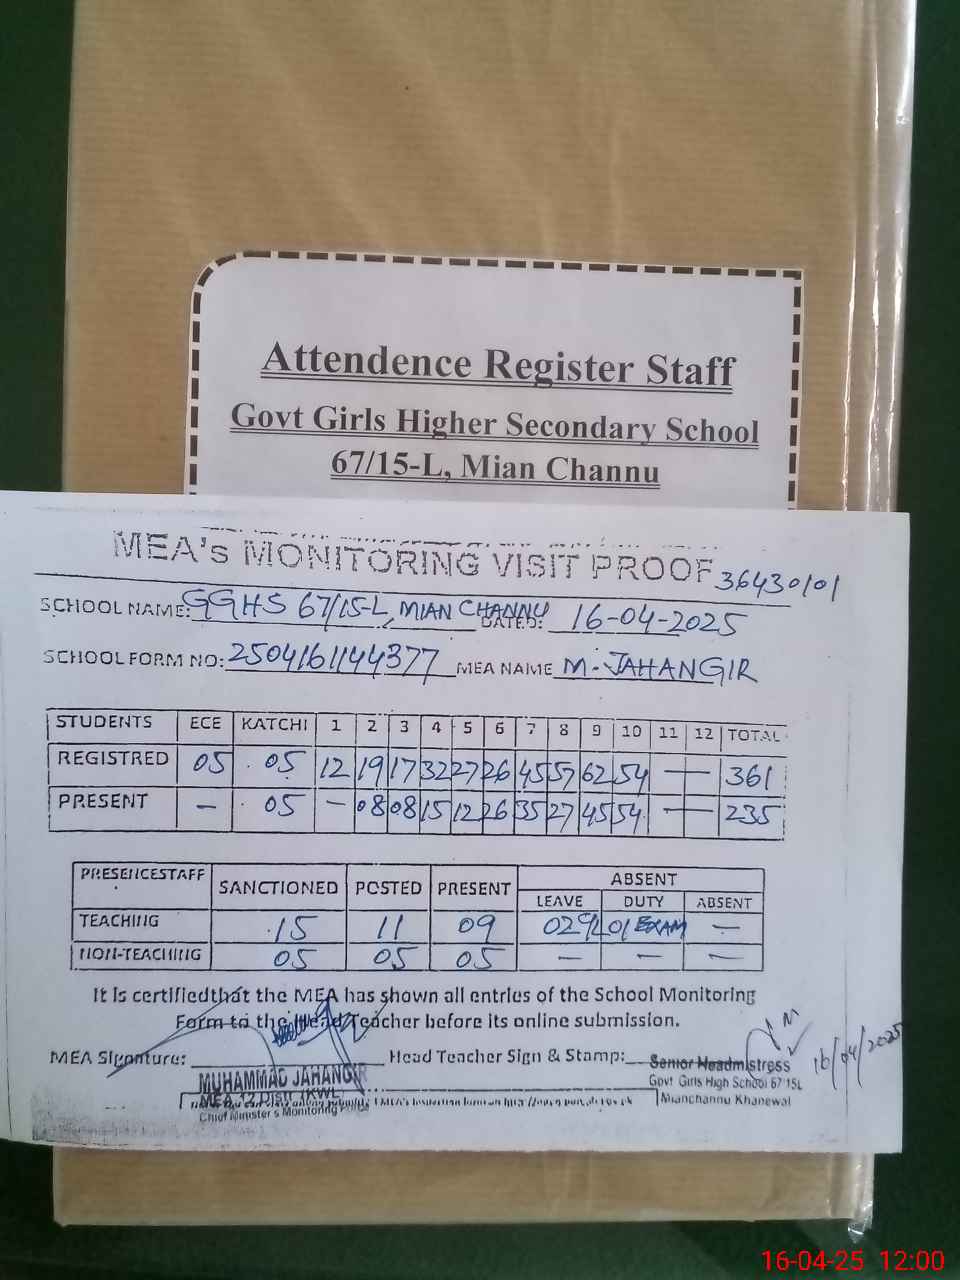 Attendence Register Staff
Govt Girls Higher Secondary School
67/15-L, Mian Channu
MEA's MONITORING VISIT PROOF 36430101
SCHOOL NAME: GGHS 67/15-L, MIAN CHANNU DATED: 16-04-2025
SCHOOL FORM NO: 2504161144377 MEA NAME M. JAHANGIR
STUDENTS ECE KATCHI 1 2 3 4 5 6 7 8 9 10 11 12 TOTAL
REGISTRED 05 05 12 19 17 32 27 26 45 57 62 54 — 361
PRESENT - 05 - 08 08 15 12 26 35 27 45 54 — 235
PRESENCESTAFF SANCTIONED POSTED PRESENT ABSENT
LEAVE DUTY ABSENT
TEACHING 15 11 09 01 EXAM —
NON-TEACHING 05 05 05 — — —
It is certifiedthat the MEA has shown all entries of the School Monitoring
Form to the Head Teacher before its online submission.
MEA Signature: Head Teacher Sign & Stamp:
Senior Headmistress
Govt Girls High School 67 15L
Mianchannu Khanewal
16/04/2025
MUHAMMAD JAHANGIR
MEA 12 Distt (KWL
Chief Minster's Monitoring Force
16-04-25 12:00